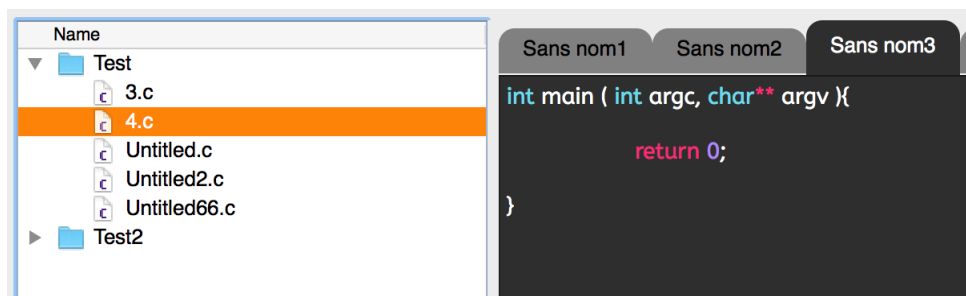 Name
Test
3.c
4.c
Untitled.c
Untitled2.c
Untitled66.c
Test2
Sans nom1
Sans nom2
Sans nom3
int main ( int argc, char** argv ){
return 0;
}